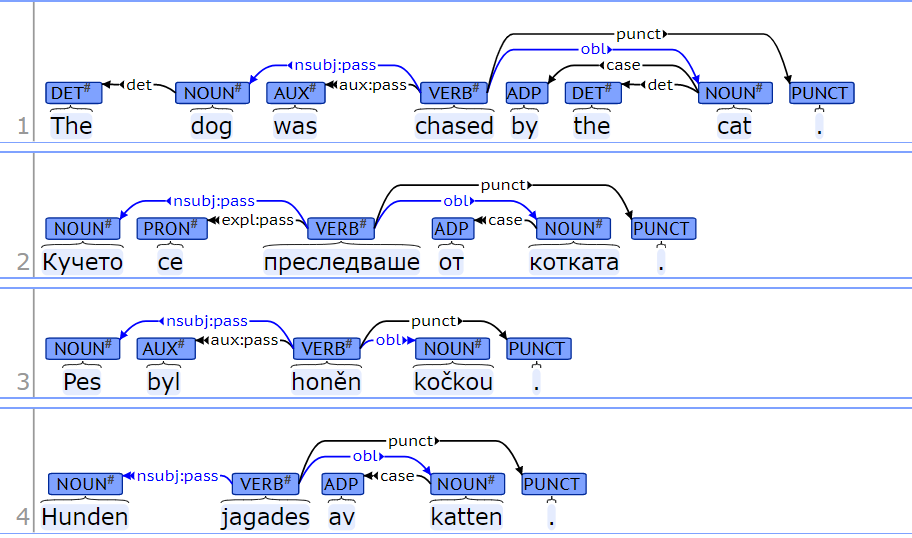 punct
obl
nsubj:pass case
det aux:pass det
DET# NOUN# AUX# VERB# ADP DET# NOUN# PUNCT
1 The dog was chased by the cat .
punct
nsubj:pass obl
expl:pass case
NOUN# PRON# VERB# ADP NOUN# PUNCT
2 Кучето се преследваше от котката .
nsubj:pass punct
aux:pass obl
NOUN# AUX# VERB# NOUN# PUNCT
3 Pes byl honěn kočkou .
punct
obl
nsubj:pass case
NOUN# VERB# ADP NOUN# PUNCT
4 Hunden jagades av katten .